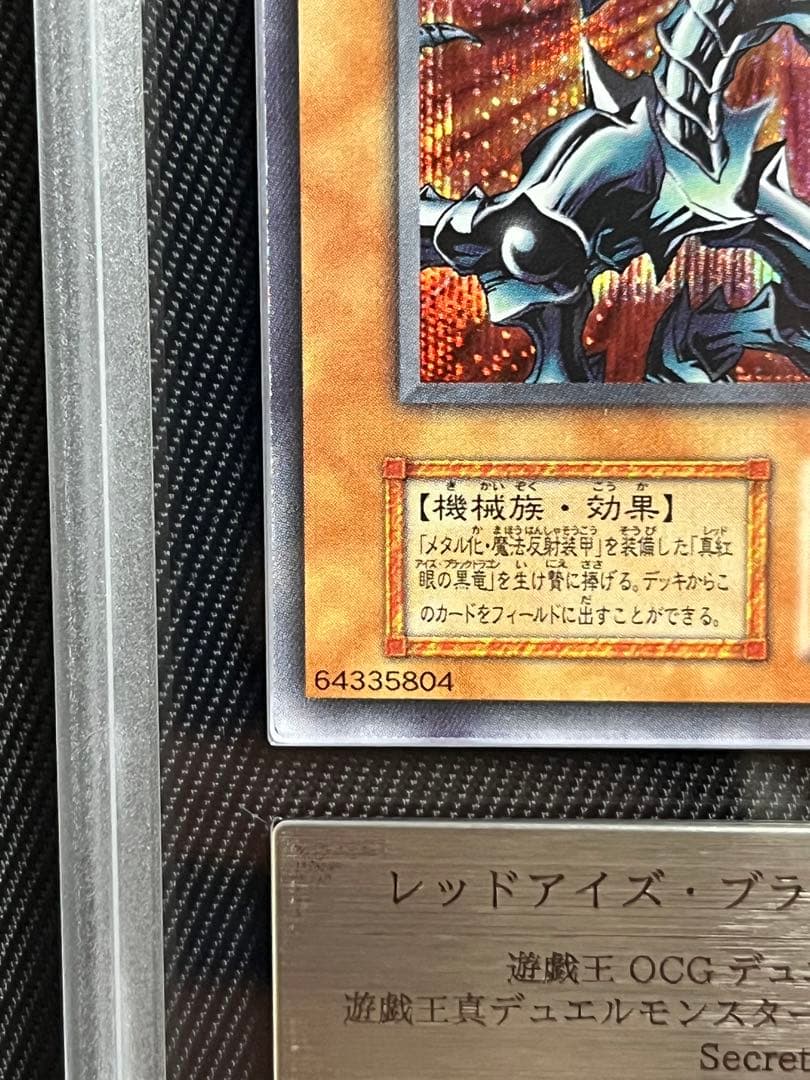 【機械族・効果】
「メタル化・魔法反射装甲」を装備した「真紅
眼の黒竜」を生け贄に捧げる。デッキからこ
のカードをフィールドに出すことができる。
64335804
レッドアイズ・ブラ
遊戯王 OCG デュ
遊戯王真デュエルモンスター
Secret